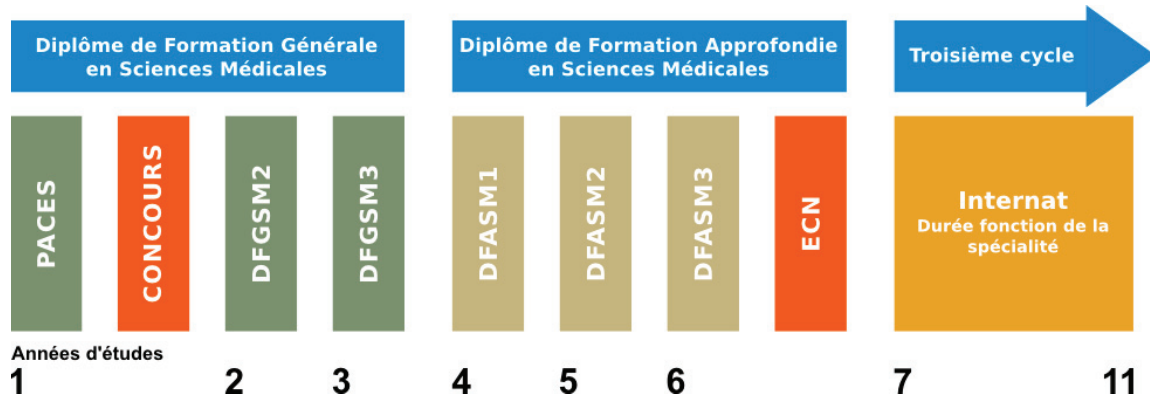 Diplôme de Formation Générale
en Sciences Médicales
Diplôme de Formation Approfondie
en Sciences Médicales
Troisième cycle
PACES
CONCOURS
DFGSM2
DFGSM3
DFASM1
DFASM2
DFASM3
ECN
Internat
Durée fonction de la
spécialité
Années d'études
1 2 3 4 5 6 7 11